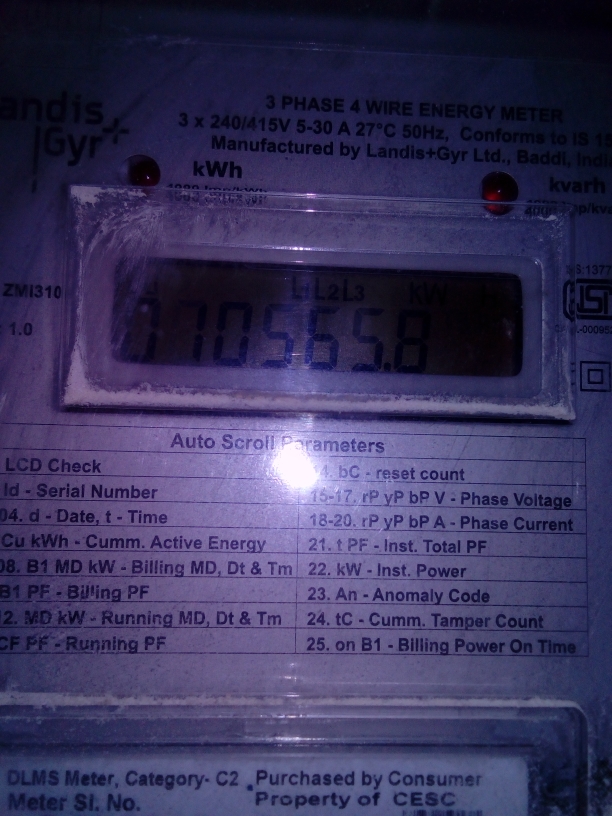 3 PHASE 4 WIRE ENERGY METER
andis
Gyr+
3 x 240/415V 5-30 A 27°C 50Hz, Conforms to IS
Manufactured by Landis+Gyr Ltd., Baddi,
kWh
kvarh
ZMI310
1.0
L1L2L3 KW
070565.8
Auto Scroll Parameters
LCD Check
bC - reset count
Id - Serial Number
15-17. rP yP bP V - Phase Voltage
04. d - Date, t - Time
18-20. rP yP bP A - Phase Current
Cu kWh - Cumm. Active Energy
21. t PF - Inst. Total PF
08. B1 MD kW - Billing MD, Dt & Tm
22. kW - Inst. Power
B1 PF - Billing PF
23. An - Anomaly Code
2. MD kW - Running MD, Dt & Tm
24. tC - Cumm. Tamper Count
CF PF - Running PF
25. on B1 - Billing Power On Time
DLMS Meter, Category- C2
Purchased by Consumer
Meter Sl. No.
Property of CESC